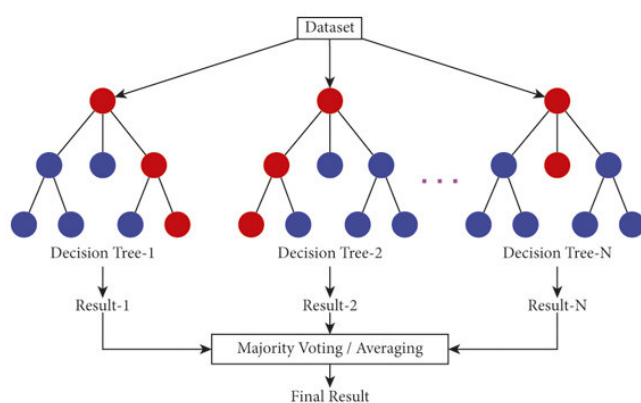 Dataset
Decision Tree-1
Decision Tree-2
Decision Tree-N
Result-1
Result-2
Result-N
Majority Voting / Averaging
Final Result